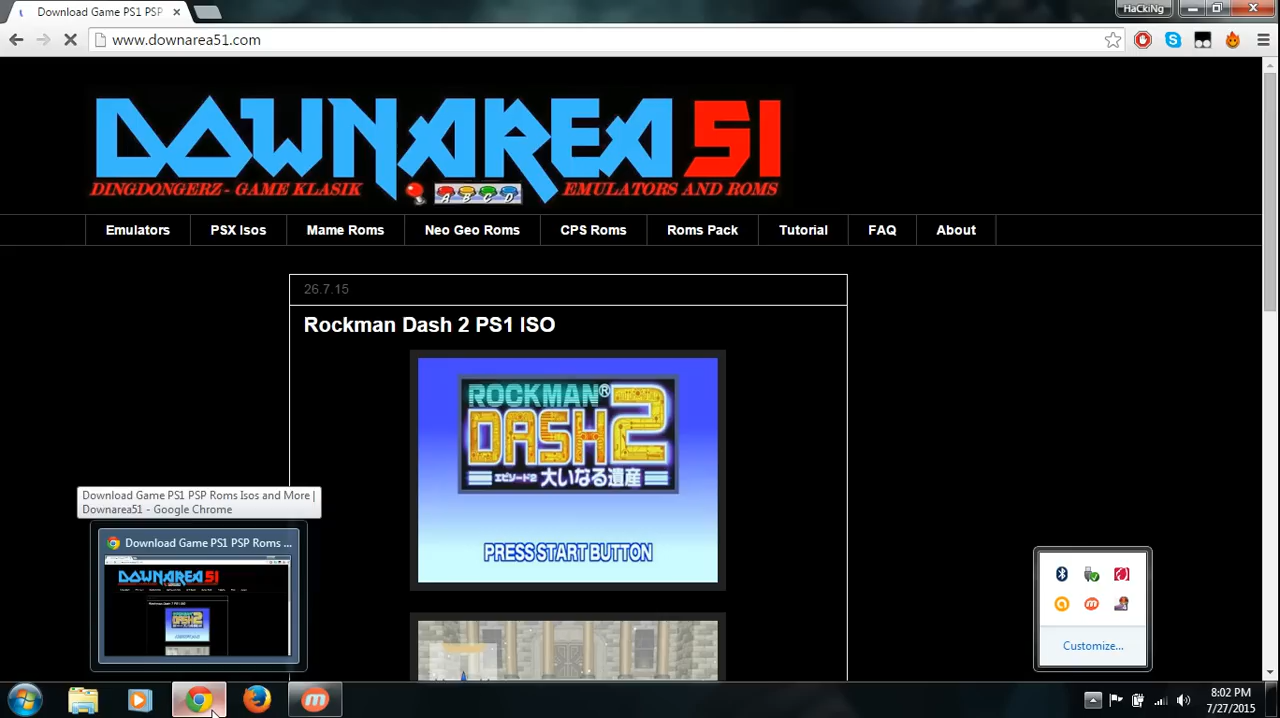 Download Game PS1 PSP
HaCkiNg
www.downarea51.com
DOWNAREA 51
DINGDONGERZ - GAME KLASIK
A B C D
EMULATORS AND ROMS
Emulators
PSX Isos
Mame Roms
Neo Geo Roms
CPS Roms
Roms Pack
Tutorial
FAQ
About
26.7.15
Rockman Dash 2 PS1 ISO
ROCKMAN®
DASH 2
エピソード2 大いなる遺産
PRESS START BUTTON
Download Game PS1 PSP Roms Isos and More |
Downarea51 - Google Chrome
Download Game PS1 PSP Roms ...
DOWNAREA 51
Customize...
8:02 PM
7/27/2015